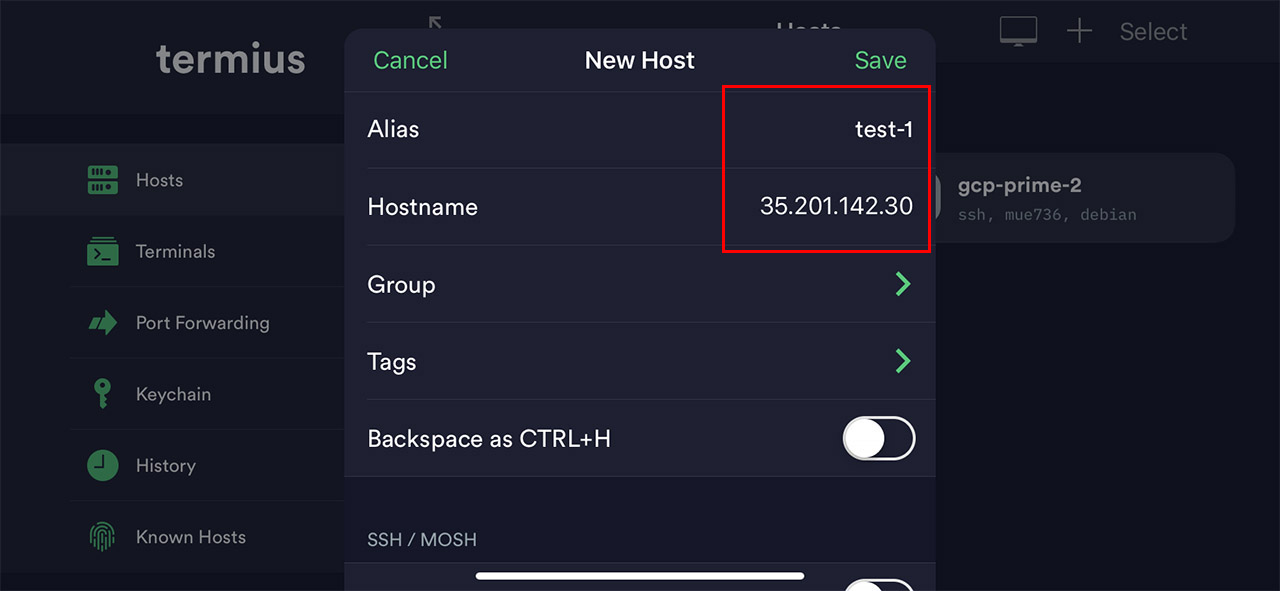 termius
Hosts
Terminals
Port Forwarding
Keychain
History
Known Hosts
Cancel
New Host
Save
Alias
test-1
Hostname
35.201.142.30
Group
Tags
Backspace as CTRL+H
SSH / MOSH
Hosts
Select
gcp-prime-2
ssh, mue736, debian